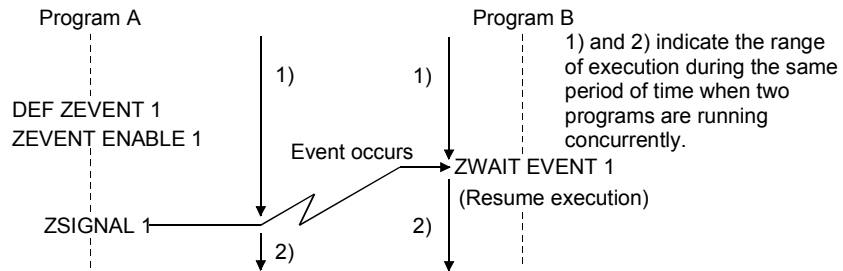 Program A
Program B
1) and 2) indicate the range
of execution during the same
period of time when two
programs are running
concurrently.
1)
1)
DEF ZEVENT 1
ZEVENT ENABLE 1
Event occurs
ZWAIT EVENT 1
(Resume execution)
ZSIGNAL 1
2)
2)